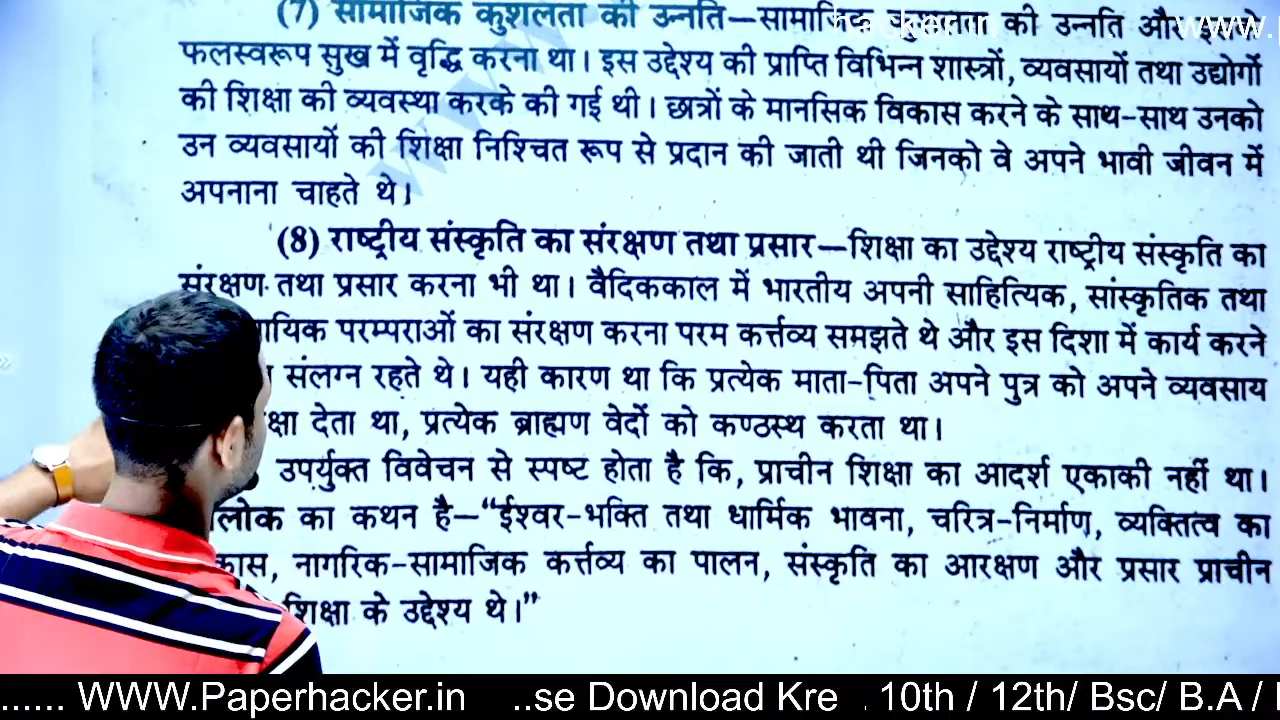 (7) सामाजिक कुशलता की उन्नति—सामाजिक कुशलता की उन्नति और इसके
फलस्वरूप सुख में वृद्धि करना था। इस उद्देश्य की प्राप्ति विभिन्न शास्त्रों, व्यवसायों तथा उद्योगों
की शिक्षा की व्यवस्था करके की गई थी। छात्रों के मानसिक विकास करने के साथ-साथ उनको
उन व्यवसायों की शिक्षा निश्चित रूप से प्रदान की जाती थी जिनको वे अपने भावी जीवन में
अपनाना चाहते थे।
(8) राष्ट्रीय संस्कृति का संरक्षण तथा प्रसार—शिक्षा का उद्देश्य राष्ट्रीय संस्कृति का
संरक्षण तथा प्रसार करना भी था। वैदिककाल में भारतीय अपनी साहित्यिक, सांस्कृतिक तथा
परम्पराओं का संरक्षण करना परम कर्त्तव्य समझते थे और इस दिशा में कार्य करने
संलग्न रहते थे। यही कारण था कि प्रत्येक माता-पिता अपने पुत्र को अपने व्यवसाय
देता था, प्रत्येक ब्राह्मण वेदों को कण्ठस्थ करता था।
उपर्युक्त विवेचन से स्पष्ट होता है कि, प्राचीन शिक्षा का आदर्श एकाकी नहीं था।
का कथन है—“ईश्वर-भक्ति तथा धार्मिक भावना, चरित्र-निर्माण, व्यक्तित्व का
नागरिक-सामाजिक कर्त्तव्य का पालन, संस्कृति का आरक्षण और प्रसार प्राचीन
शिक्षा के उद्देश्य थे।”
...... WWW.Paperhacker.in ..se Download Kre . 10th / 12th/ Bsc/ B.A /